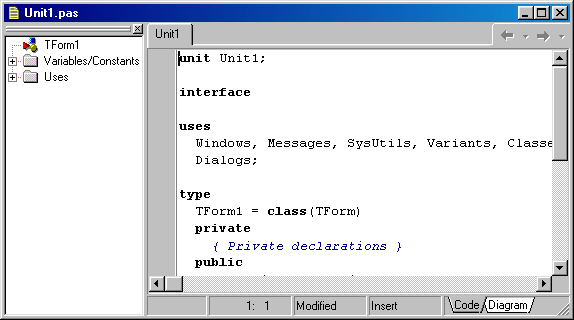 Unit1.pas
TForm1
Variables/Constants
Uses
Unit1
unit Unit1;
interface
uses
Windows, Messages, SysUtils, Variants, Classe
Dialogs;
type
TForm1 = class(TForm)
private
{ Private declarations }
public
1: 1 Modified Insert Code Diagram